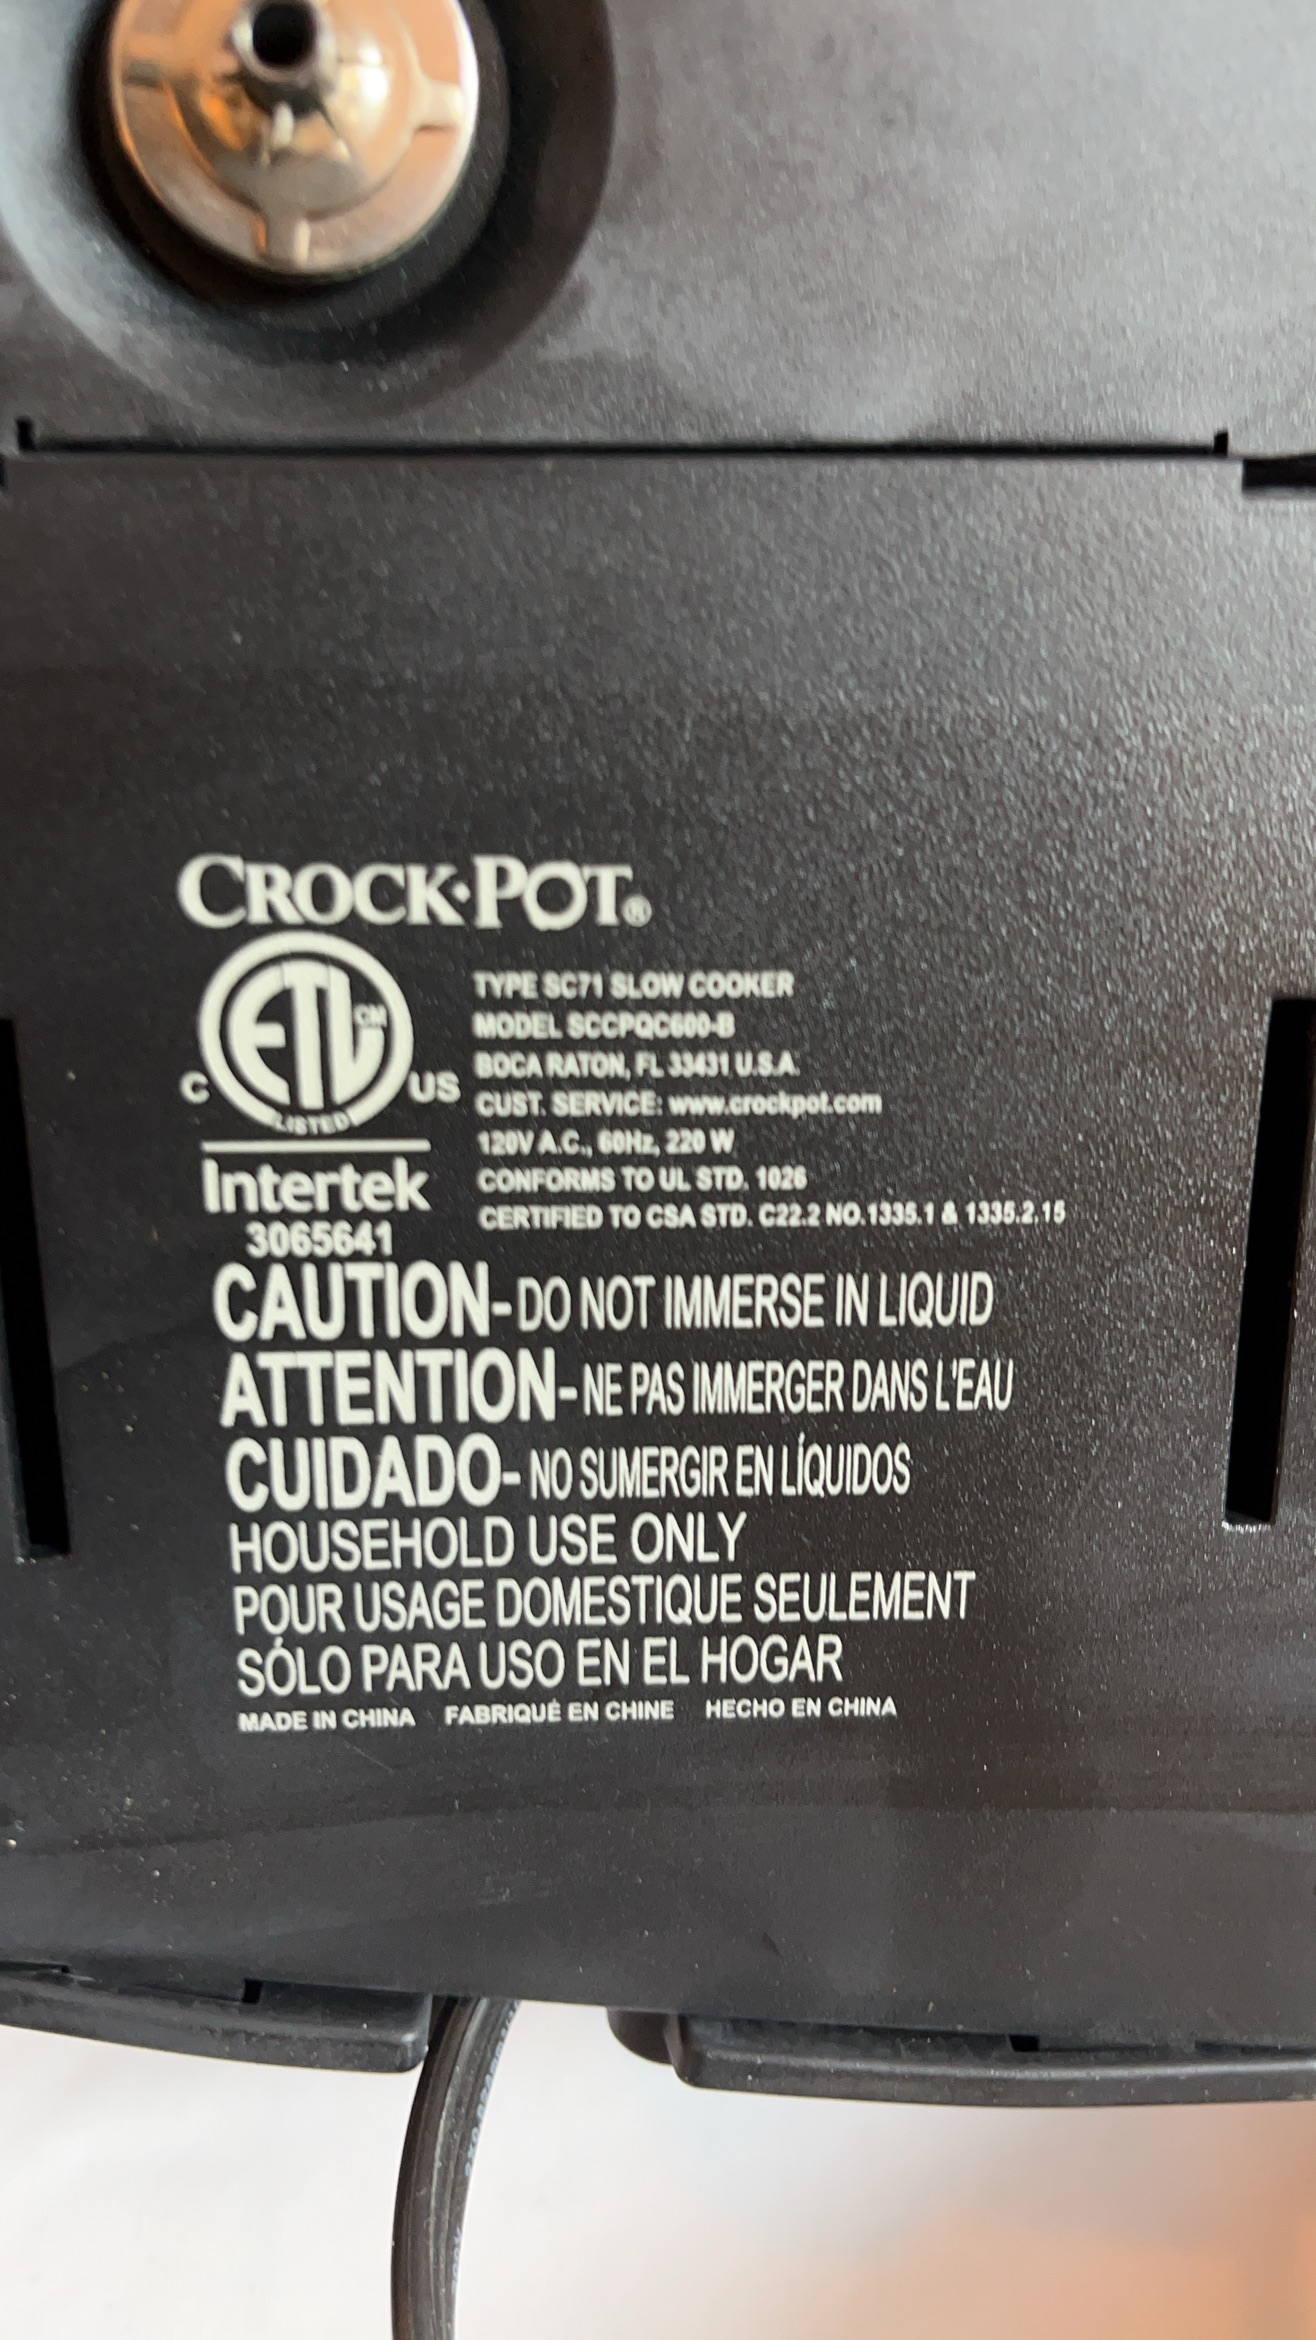 CROCK•POT®
ETL CM
C US
LISTED
Intertek
3065641
TYPE SC71 SLOW COOKER
MODEL SCCPQC600-B
BOCA RATON, FL 33431 U.S.A.
CUST. SERVICE: www.crockpot.com
120V A.C., 60Hz, 220 W
CONFORMS TO UL STD. 1026
CERTIFIED TO CSA STD. C22.2 NO.1335.1 & 1335.2.15
CAUTION-DO NOT IMMERSE IN LIQUID
ATTENTION-NE PAS IMMERGER DANS L'EAU
CUIDADO- NO SUMERGIR EN LÍQUIDOS
HOUSEHOLD USE ONLY
POUR USAGE DOMESTIQUE SEULEMENT
SÓLO PARA USO EN EL HOGAR
MADE IN CHINA FABRIQUÉ EN CHINE HECHO EN CHINA